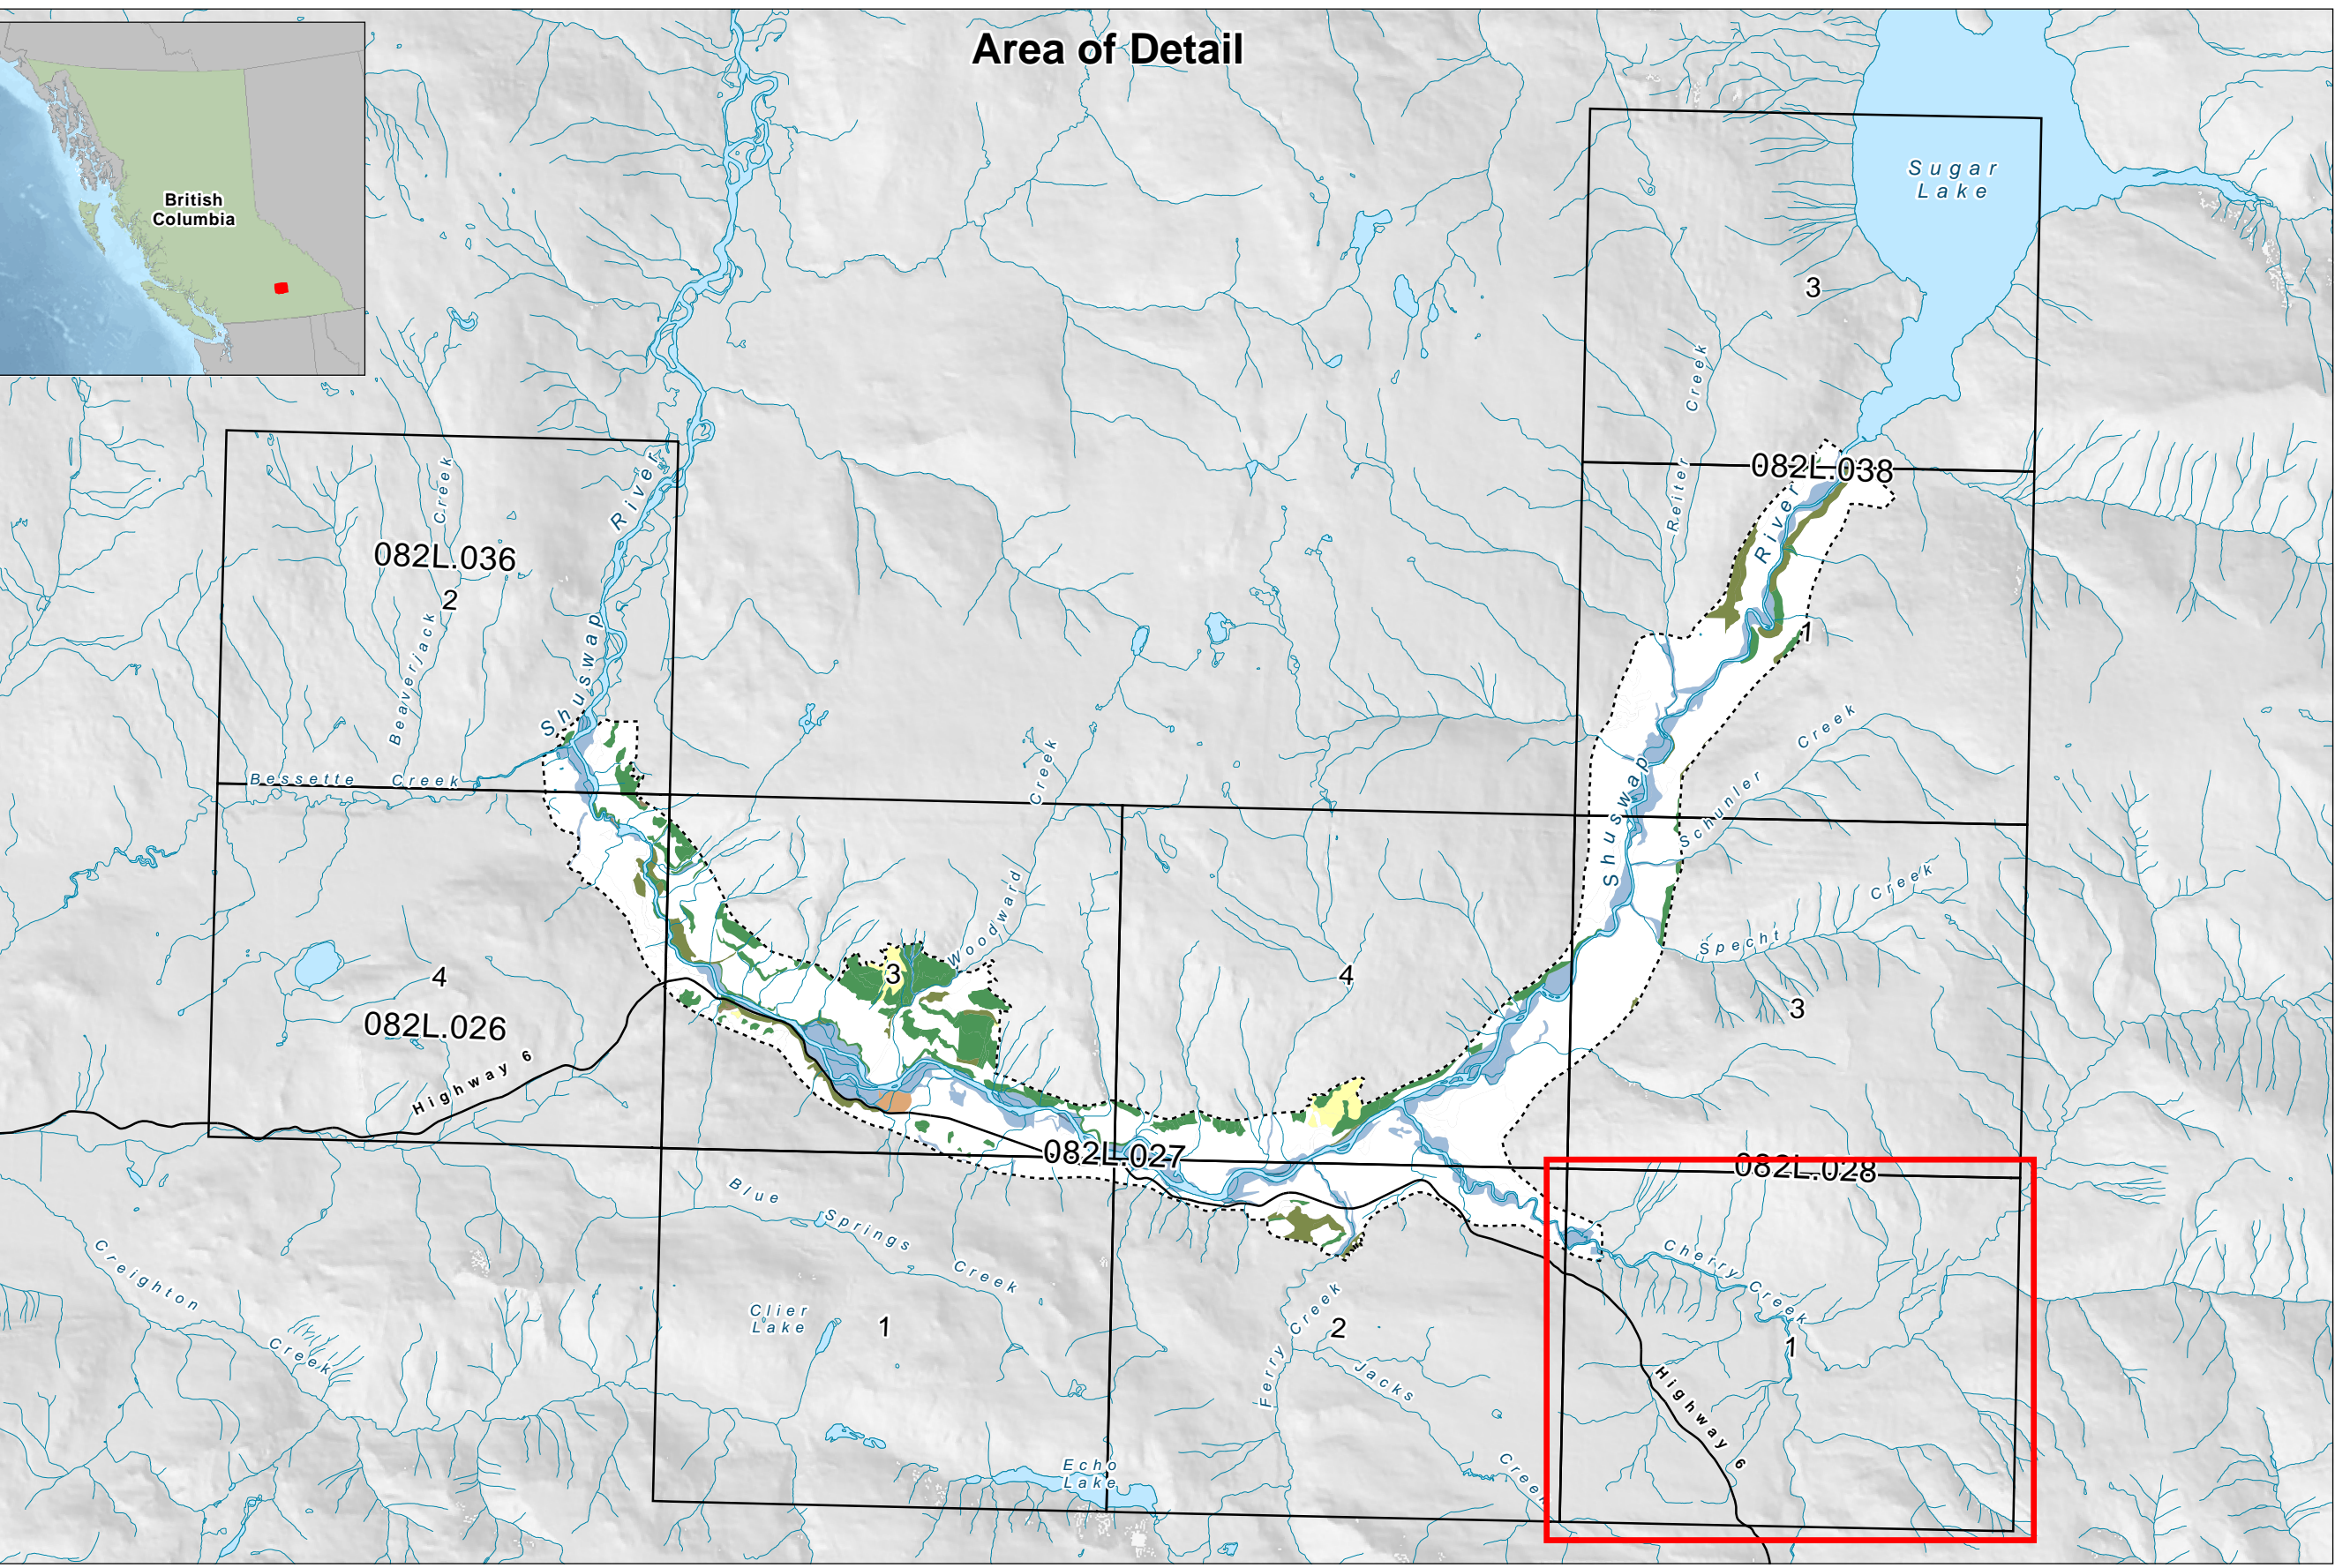 Area of Detail
British
Columbia
Sugar
Lake
3
Reiter Creek
082L.038
River
1
082L.036
2
Beaverjack Creek
Shuswap River
Bessette Creek
Shuswap
Schunler Creek
Specht Creek
3
Woodward Creek
3
4
4
082L.026
Highway 6
082L.027
082L.028
Blue Springs Creek
Creighton Creek
Clier
Lake
1
Ferry Creek
2
Jacks Creek
Cherry Creek
1
Highway 6
Echo
Lake